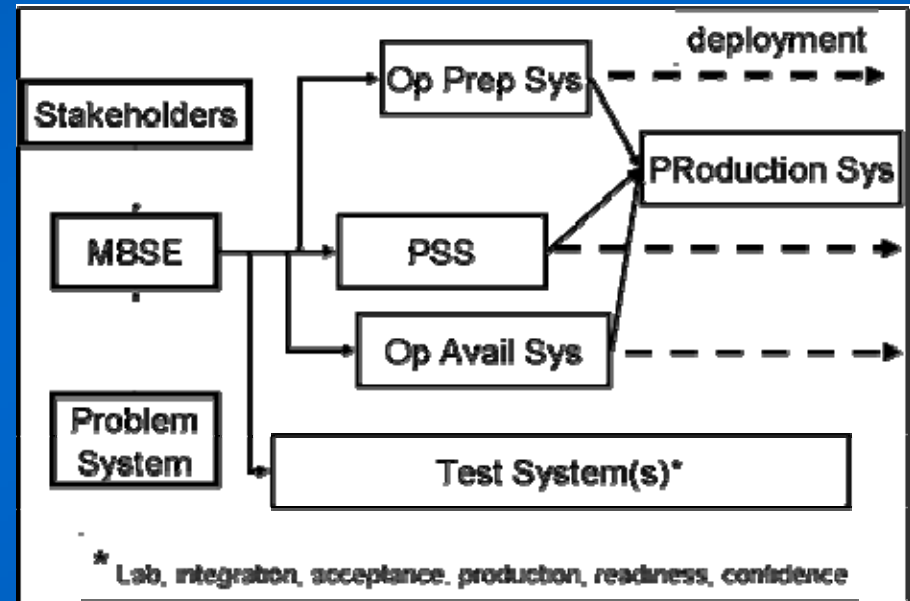 deployment
Op Prep Sys
Stakeholders
PRoduction Sys
MBSE
PSS
Op Avail Sys
Problem
System
Test System(s)*
* Lab, integration, acceptance, production, readiness, confidence